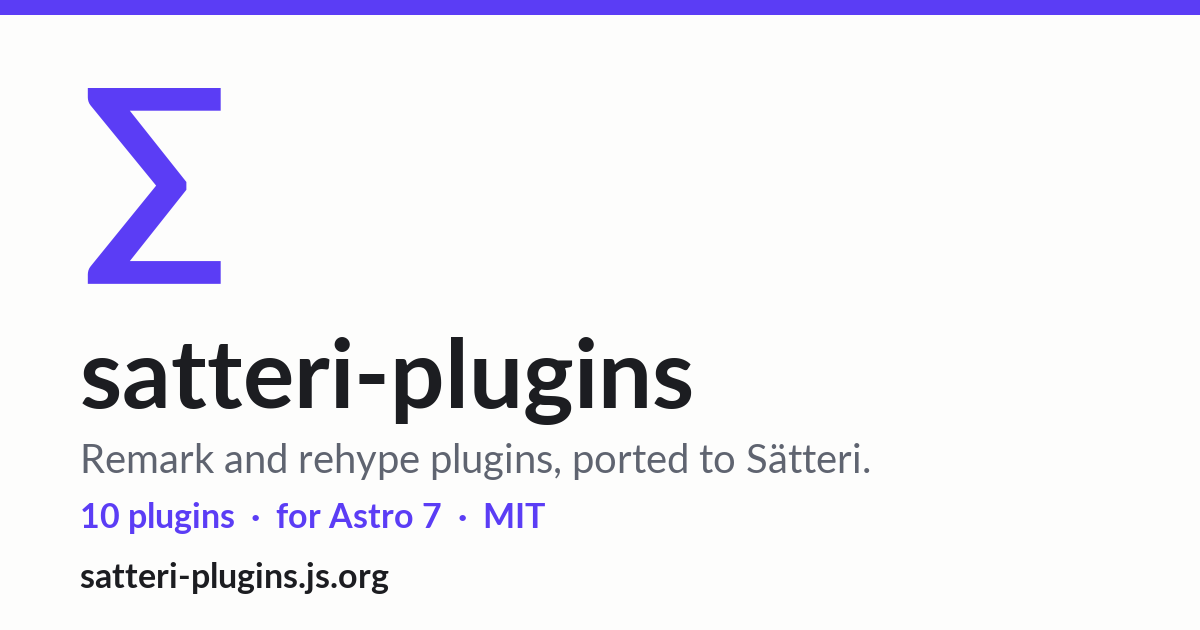 Σ
satteri-plugins
Remark and rehype plugins, ported to Sätteri.
10 plugins · for Astro 7 · MIT
satteri-plugins.js.org